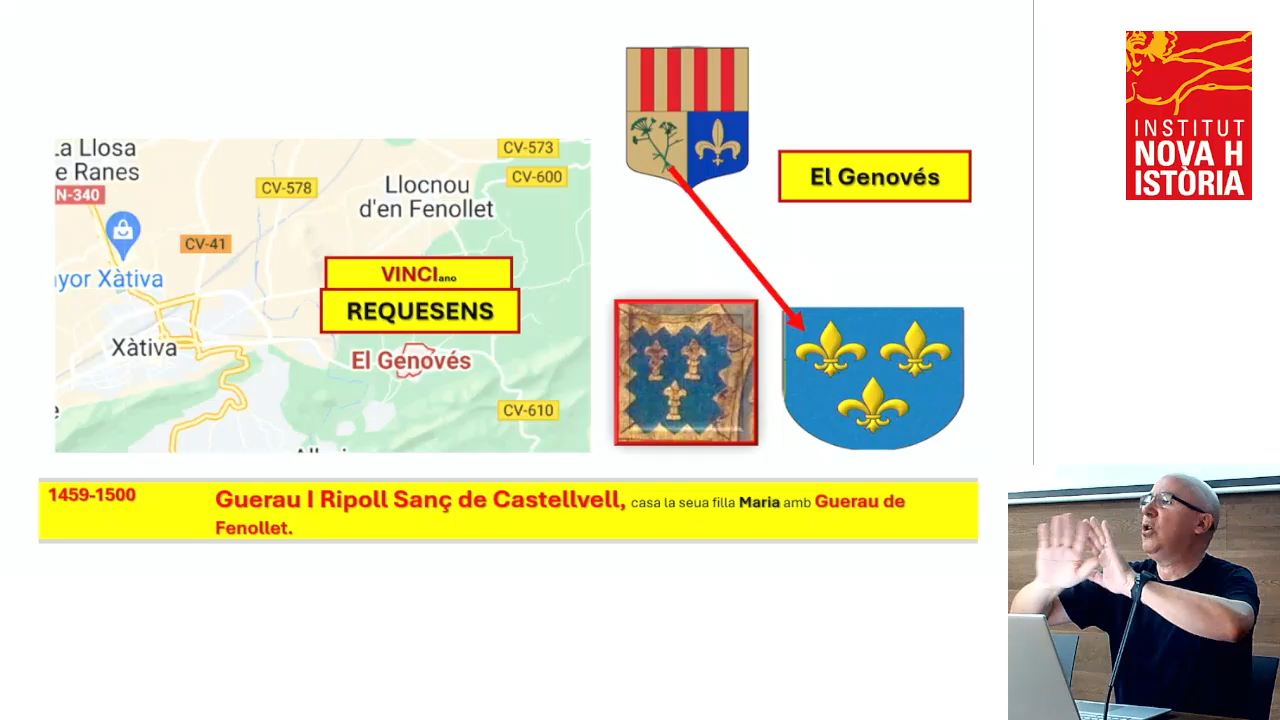 La Llosa
e Ranes
N-340
CV-578
CV-573
CV-600
Llocnou
d'en Fenollet
CV-41
yor Xàtiva
VINCIano
REQUESENS
Xàtiva
El Genovés
CV-610
El Genovés
INSTITUT
NOVA H
ISTÒRIA
1459-1500
Guerau I Ripoll Sanç de Castellvell, casa la seua filla Maria amb Guerau de
Fenollet.